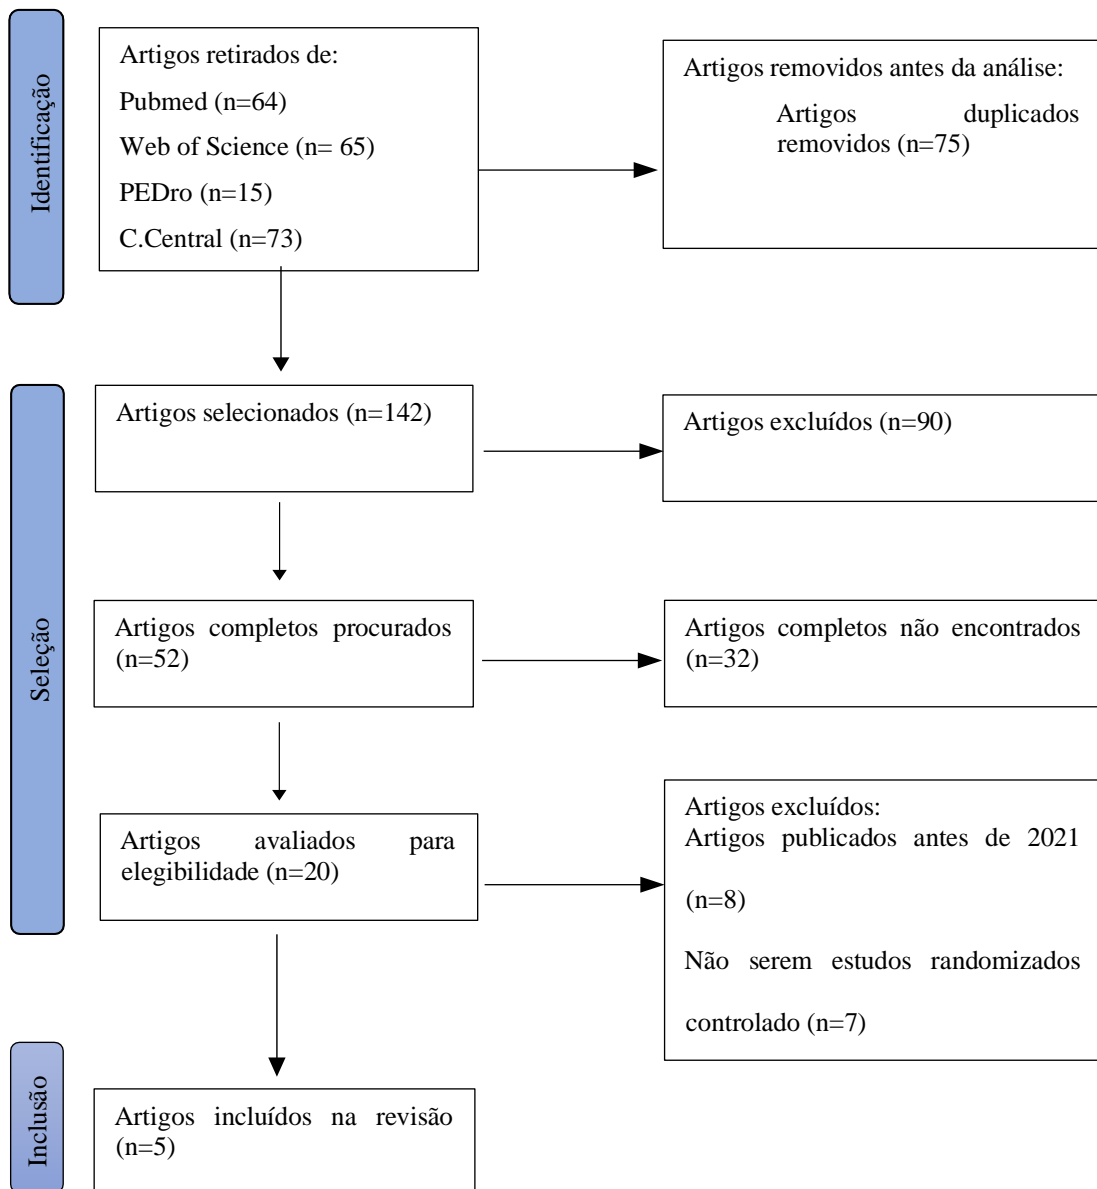 Identificação
Artigos retirados de:
Pubmed (n=64)
Web of Science (n= 65)
PEDro (n=15)
C.Central (n=73)
Artigos removidos antes da análise:
Artigos duplicados
removidos (n=75)
Seleção
Artigos selecionados (n=142)
Artigos excluídos (n=90)
Artigos completos procurados
(n=52)
Artigos completos não encontrados
(n=32)
Artigos avaliados para
elegibilidade (n=20)
Artigos excluídos:
Artigos publicados antes de 2021
(n=8)
Não serem estudos randomizados
controlado (n=7)
Inclusão
Artigos incluídos na revisão
(n=5)